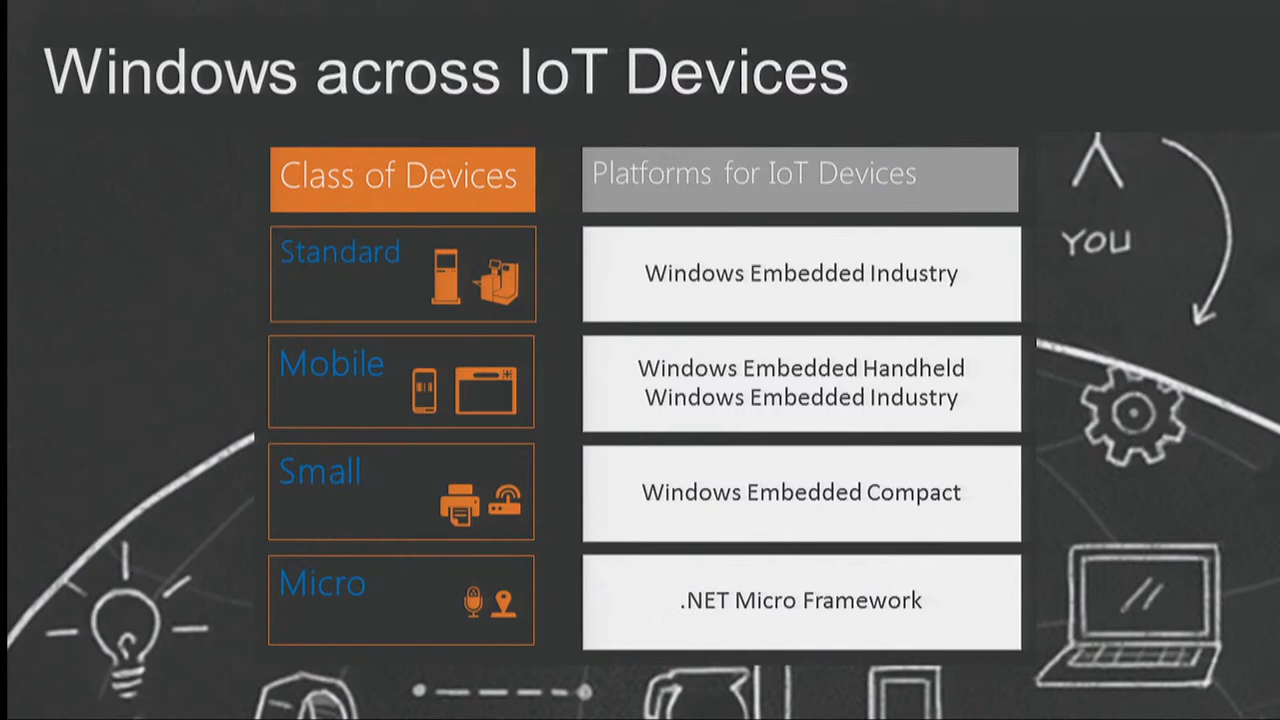 Windows across IoT Devices
Class of Devices
Platforms for IoT Devices
Standard
Windows Embedded Industry
Mobile
Windows Embedded Handheld
Windows Embedded Industry
Small
Windows Embedded Compact
Micro
.NET Micro Framework
YOU